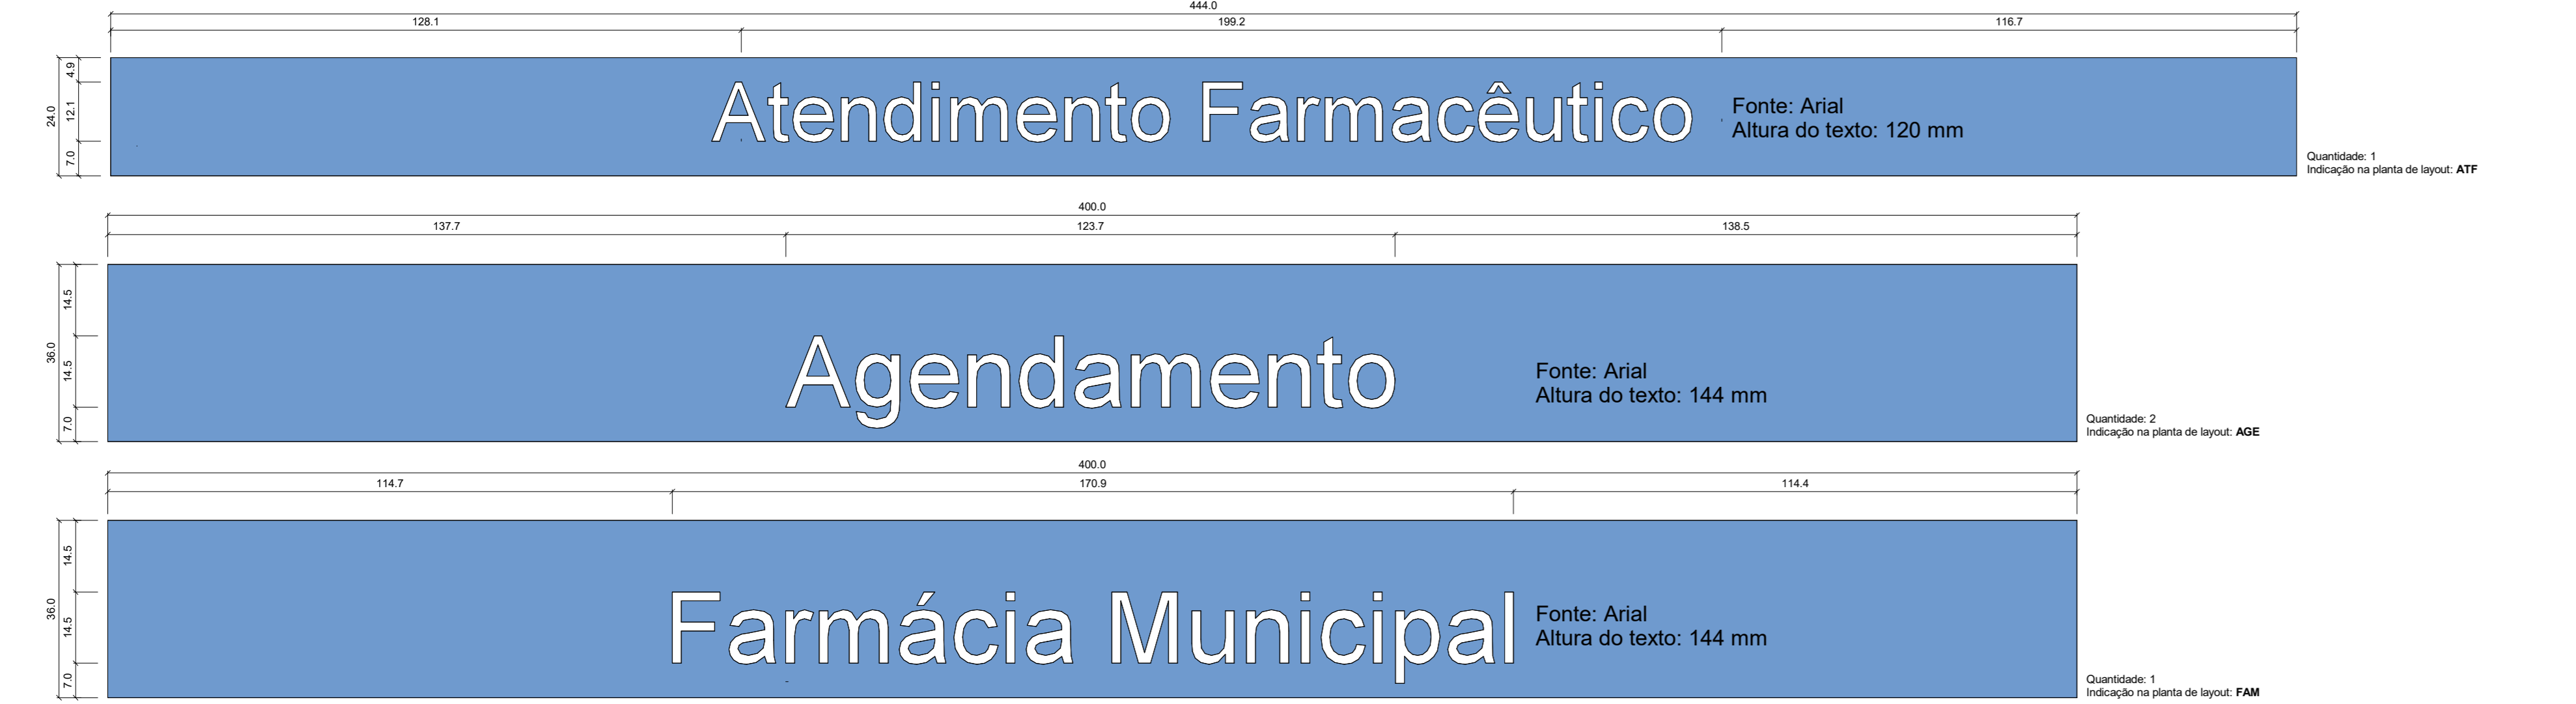 444.0
128.1 199.2 116.7
24.0
4.9
12.1
7.0
Atendimento Farmacêutico
Fonte: Arial
Altura do texto: 120 mm
Quantidade: 1
Indicação na planta de layout: ATF
400.0
137.7 123.7 138.5
36.0
14.5
14.5
7.0
Agendamento
Fonte: Arial
Altura do texto: 144 mm
Quantidade: 2
Indicação na planta de layout: AGE
400.0
114.7 170.9 114.4
36.0
14.5
14.5
7.0
Farmácia Municipal
Fonte: Arial
Altura do texto: 144 mm
Quantidade: 1
Indicação na planta de layout: FAM